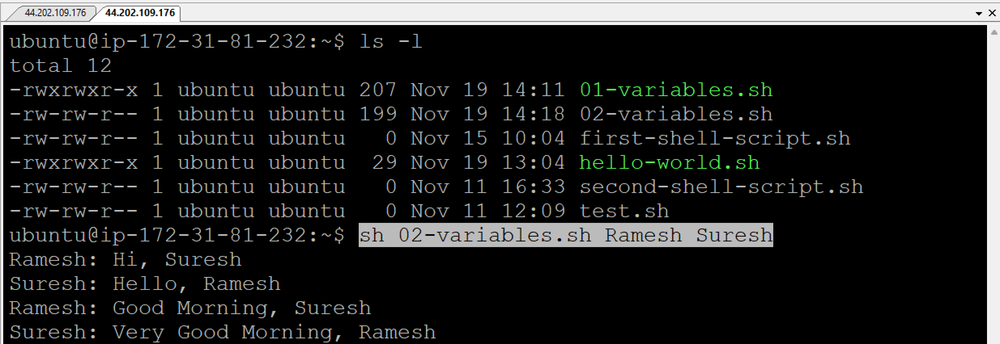 44.202.109.176 44.202.109.176
ubuntu@ip-172-31-81-232:~$ ls -l
total 12
-rwxrwxr-x 1 ubuntu ubuntu 207 Nov 19 14:11 01-variables.sh
-rw-rw-r-- 1 ubuntu ubuntu 199 Nov 19 14:18 02-variables.sh
-rw-rw-r-- 1 ubuntu ubuntu   0 Nov 15 10:04 first-shell-script.sh
-rwxrwxr-x 1 ubuntu ubuntu  29 Nov 19 13:04 hello-world.sh
-rw-rw-r-- 1 ubuntu ubuntu   0 Nov 11 16:33 second-shell-script.sh
-rw-rw-r-- 1 ubuntu ubuntu   0 Nov 11 12:09 test.sh
ubuntu@ip-172-31-81-232:~$ sh 02-variables.sh Ramesh Suresh
Ramesh: Hi, Suresh
Suresh: Hello, Ramesh
Ramesh: Good Morning, Suresh
Suresh: Very Good Morning, Ramesh